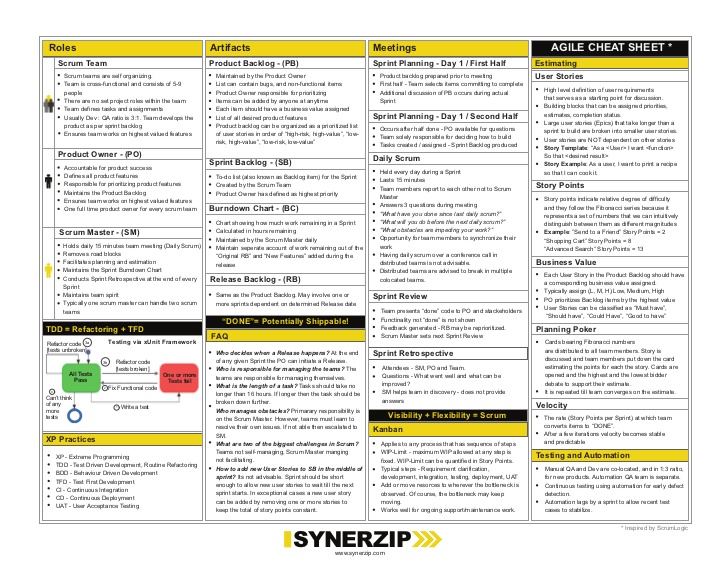 Roles
Scrum Team
• Scrum teams are self organizing.
• Team is cross-functional and consists of 5-9
people
• There are no set project roles within the team
• Team defines tasks and assignments
• Usually Dev : QA ratio is 3:1. Team develops the
product as per sprint backlog
• Ensures team works on highest valued features
Product Owner - (PO)
• Accountable for product success
• Defines all product features
• Responsible for prioritizing product features
• Maintains the Product Backlog
• Ensures team works on highest valued features
• One full time product owner for every scrum team
Scrum Master - (SM)
• Holds daily 15 minute team meeting (Daily Scrum)
• Removes road blocks
• Facilitates planning and estimation
• Maintains the Sprint Burndown Chart
• Conducts Sprint Retrospective at the end of every
Sprint
• Maintains team spirit
• Typically one scrum master can handle two scrum
teams
TDD = Refactoring + TFD
Testing via xUnit Framework
Refactor code
[tests unbroken]
Refactor code
[tests broken]
All Tests
Pass
One or more
Tests fail
Fix Functional code
Can't think
of any
more
tests
Write a test
XP Practices
• XP - Extreme Programming
• TDD - Test Driven Development, Routine Refactoring
• BDD - Behaviour Driven Development
• TFD - Test First Development
• CI - Continuous Integration
• CD - Continuous Deployment
• UAT - User Acceptance Testing
Artifacts
Product Backlog - (PB)
• Maintained by the Product Owner
• List can contain bugs, and non-functional items
• Product Owner responsible for prioritizing
• Items can be added by anyone at anytime
• Each item should have a business value assigned
• List of all desired product features
• Product backlog can be organized as a prioritized list
of user stories in order of "high-risk, high-value", "low-
risk, high-value", "low-risk, low-value"
Sprint Backlog - (SB)
• To-do list (also known as Backlog item) for the Sprint
• Created by the Scrum Team
• Product Owner has defined as highest priority
Burndown Chart - (BC)
• Chart showing how much work remaining in a Sprint
• Calculated in hours remaining
• Maintained by the Scrum Master daily
• Maintain seperate account of work remaining out of the
"Original RB" and "New Features" added during the
release
Release Backlog - (RB)
• Same as the Product Backlog. May involve one or
more sprints dependent on determined Release date
"DONE"= Potentially Shippable!
FAQ
• Who decides when a Release happens? At the end
of any given Sprint the PO can initiate a Release.
• Who is responsible for managing the teams? The
teams are responsible for managing themselves.
• What is the length of a task? Task should take no
longer than 16 hours. If longer then the task should be
broken down further.
• Who manages obstacles? Primary responsibility is
on the Scrum Master. However, teams must learn to
resolve their own issues. If not able then escalated to
SM.
• What are two of the biggest challenges in Scrum?
Teams not self-managing, Scrum Master manging
not facilitating.
• How to add new User Stories to SB in the middle of
sprint? Its not advisable. Sprint should be short
enough to allow new user stories to wait till the next
sprint starts. In exceptional cases a new user story
can be added by removing one or more stories to
keep the total of story points constant.
Meetings
Sprint Planning - Day 1 / First Half
• Product backlog prepared prior to meeting
• First half - Team selects items committing to complete
• Additional discussion of PB occurs during actual
Sprint
Sprint Planning - Day 1 / Second Half
• Occurs after half done - PO available for questions
• Team solely responsible for deciding how to build
• Tasks created / assigned - Sprint Backlog produced
Daily Scrum
• Held every day during a Sprint
• Lasts 15 minutes
• Team members report to each other not to Scrum
Master
• Answers 3 questions during meeting
• "What have you done since last daily scrum?"
• "What will you do before the next daily scrum?"
• "What obstacles are impeding your work?"
• Opportunity for team members to synchronize their
• Having daily scrum over a conference call in
distributed teams is not advisable.
• Distributed teams are advised to break in multiple
colocated teams.
Sprint Review
• Team presents "done" code to PO and stakeholders
• Functionality not "done" is not shown
• Feedback generated - RB may be reprioritized.
• Scrum Master sets next Sprint Review
Sprint Retrospective
• Attendees - SM, PO and Team.
• Questions - What went well and what can be
improved?
• SM helps team in discovery - does not provide
answers
Visibility + Flexibility = Scrum
Kanban
• Applies to any process that has sequence of steps
• WIP-Limit - maximum WIP allowed at any step is
fixed. WIP-Limit can be quantified in Story Points.
• Typical steps - Requirement clarification,
development, integration, testing, deployment, UAT
• Add or move resorces to wherever the bottleneck is
observed. Of course, the bottleneck may keep
moving.
• Works well for ongoing support/maintenance work.
AGILE CHEAT SHEET *
Estimating
User Stories
• High level definition of user requirements
that serves as a starting point for discussion.
• Building blocks that can be assigned priorities,
estimates, completion status.
• Large user stories (Epics) that take longer than a
sprint to build are broken into smaller user stories.
• User stories are NOT dependent on other stories
• Story Template: "As a <User> I want <function>
So that <desired result>
• Story Example: As a user, I want to print a recipe
so that I can cook it.
Story Points
• Story points indicate relative degree of difficulty
and they follow the Fibonacci series because it
represents a set of numbers that we can intuitively
distinguish between them as different magnitudes
• Example "Send to a Friend" Story Points = 2
"Shopping Cart" Story Points = 8
"Advanced Search" Story Points = 13
Business Value
• Each User Story in the Product Backlog should have
a corresponding business value assigned.
• Typically assign (L, M, H) Low, Medium, High
• PO prioritizes Backlog items by the highest value
• User Stories can be classified as "Must have",
"Should have", "Could Have", "Good to have"
Planning Poker
• Cards bearing Fibonacci numbers
are distributed to all team members. Story is
discussed and team members put down the card
estimating the points for each the story. Cards are
opened and the highest and the lowest bidder
debate to support their estimate.
• It is repeated till team converges on the estimate.
Velocity
• The rate (Story Points per Sprint) at which team
converts items to "DONE".
• After a few iterations velocity becomes stable
and predictable
Testing and Automation
• Manual QA and Dev are co-located, and in 1:3 ratio,
for new products. Automation QA team is separate.
• Continuous testing using automation for early defect
detection.
• Automation lags by a sprint to allow recent test
cases to stabilize.
* Inspired by ScrumLogic
SYNERZIP
www.synerzip.com